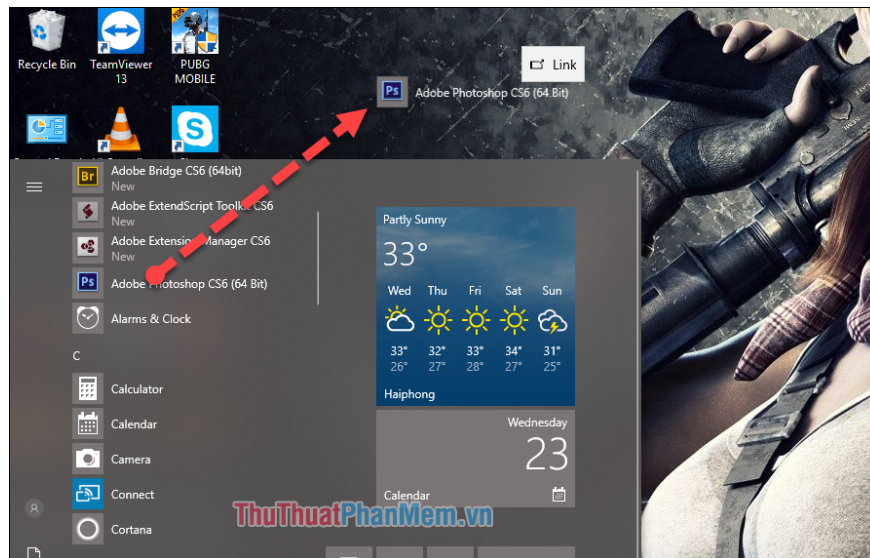 Recycle Bin
TeamViewer
13
PUBG
MOBILE
Link
Adobe Photoshop CS6 (64 Bit)
Adobe Bridge CS6 (64bit)
New
Adobe ExtendScript Toolkit CS6
New
Adobe Extension Manager CS6
New
Adobe Photoshop CS6 (64 Bit)
Alarms & Clock
C
Calculator
Calendar
Camera
Connect
Cortana
Partly Sunny
33°
Wed Thu Fri Sat Sun
33° 32° 33° 34° 31°
26° 27° 28° 27° 25°
Haiphong
Wednesday
23
Calendar
ThuThuatPhanMem.vn